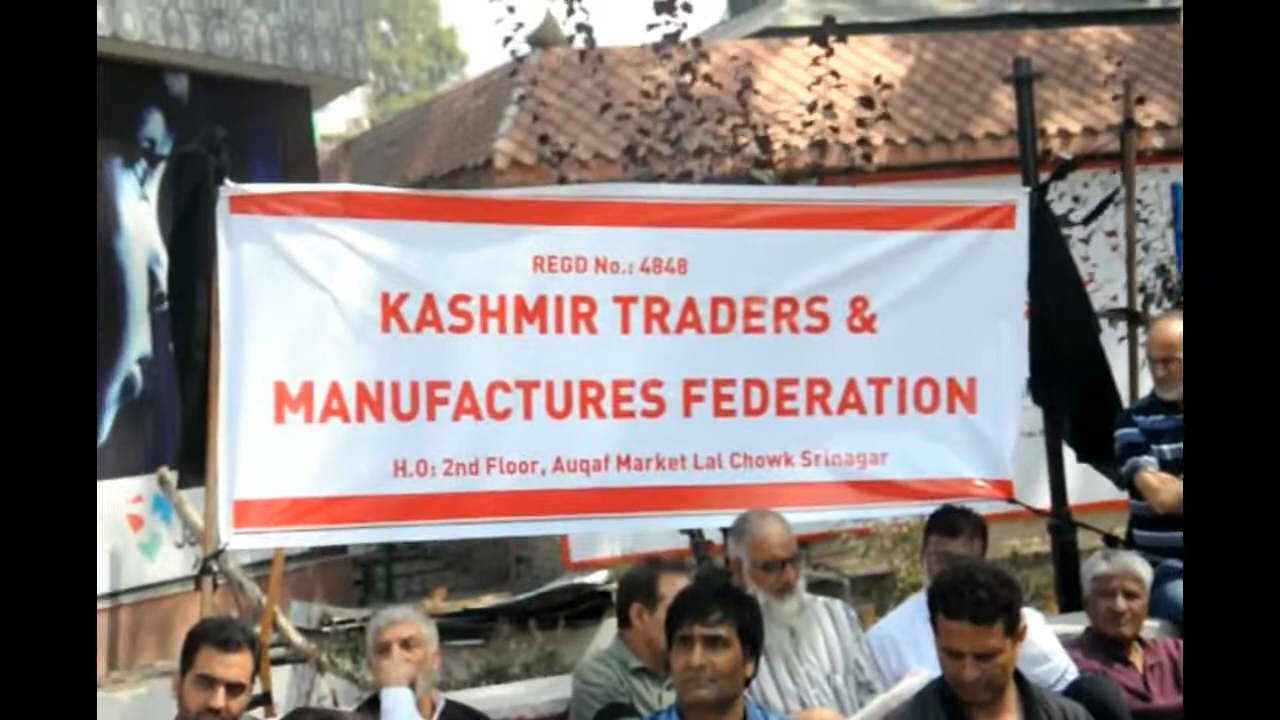 REGD No.: 4848
KASHMIR TRADERS &
MANUFACTURES FEDERATION
H.O: 2nd Floor, Auqaf Market Lal Chowk Srinagar